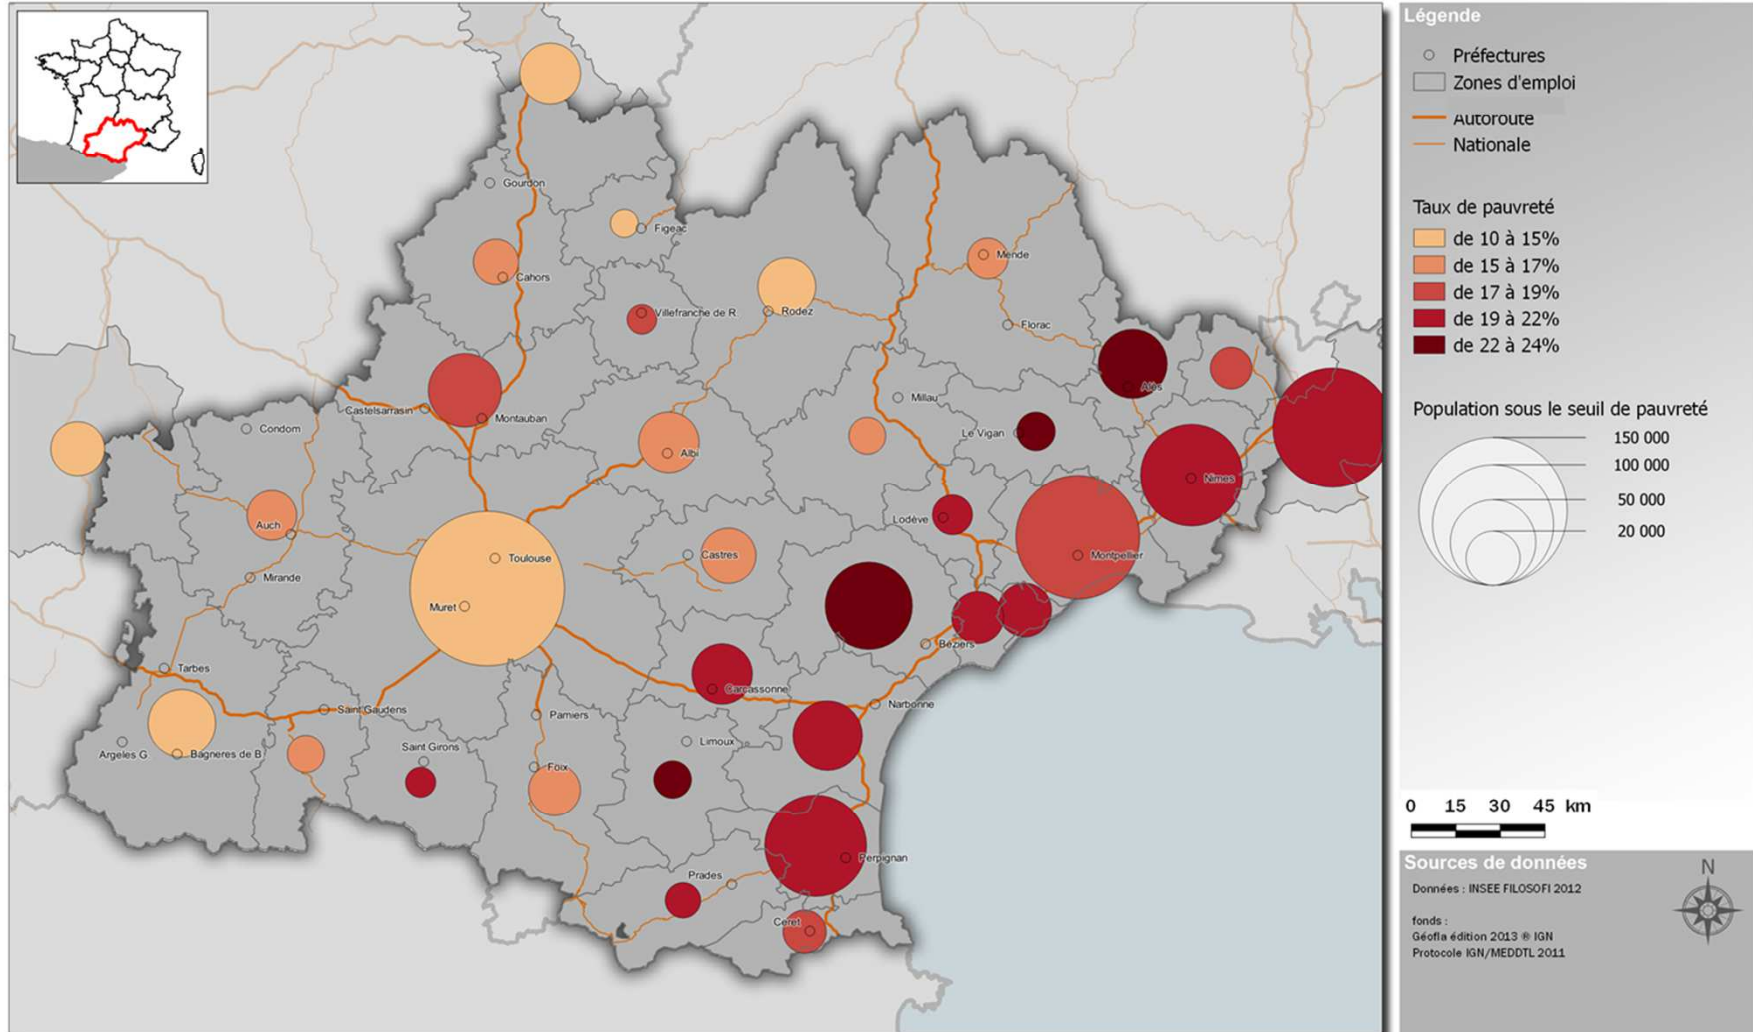 Gourdon
Figeac
Cahors
Mende
Villefranche de R.
Rodez
Florac
Alès
Castelsarrasin
Montauban
Millau
Condom
Le Vigan
Albi
Nimes
Auch
Lodève
Toulouse
Castres
Montpellier
Mirande
Muret
Béziers
Tarbes
Carcassonne
Saint Gaudens
Pamiers
Narbonne
Argeles G.
Bagneres de B
Saint Girons
Limoux
Foix
Perpignan
Prades
Ceret
Légende
Préfectures
Zones d'emploi
Autoroute
Nationale
Taux de pauvreté
de 10 à 15%
de 15 à 17%
de 17 à 19%
de 19 à 22%
de 22 à 24%
Population sous le seuil de pauvreté
150 000
100 000
50 000
20 000
0 15 30 45 km
Sources de données
N
Données : INSEE FILOSOFI 2012
fonds :
Géofla édition 2013 ® IGN
Protocole IGN/MEDDTL 2011